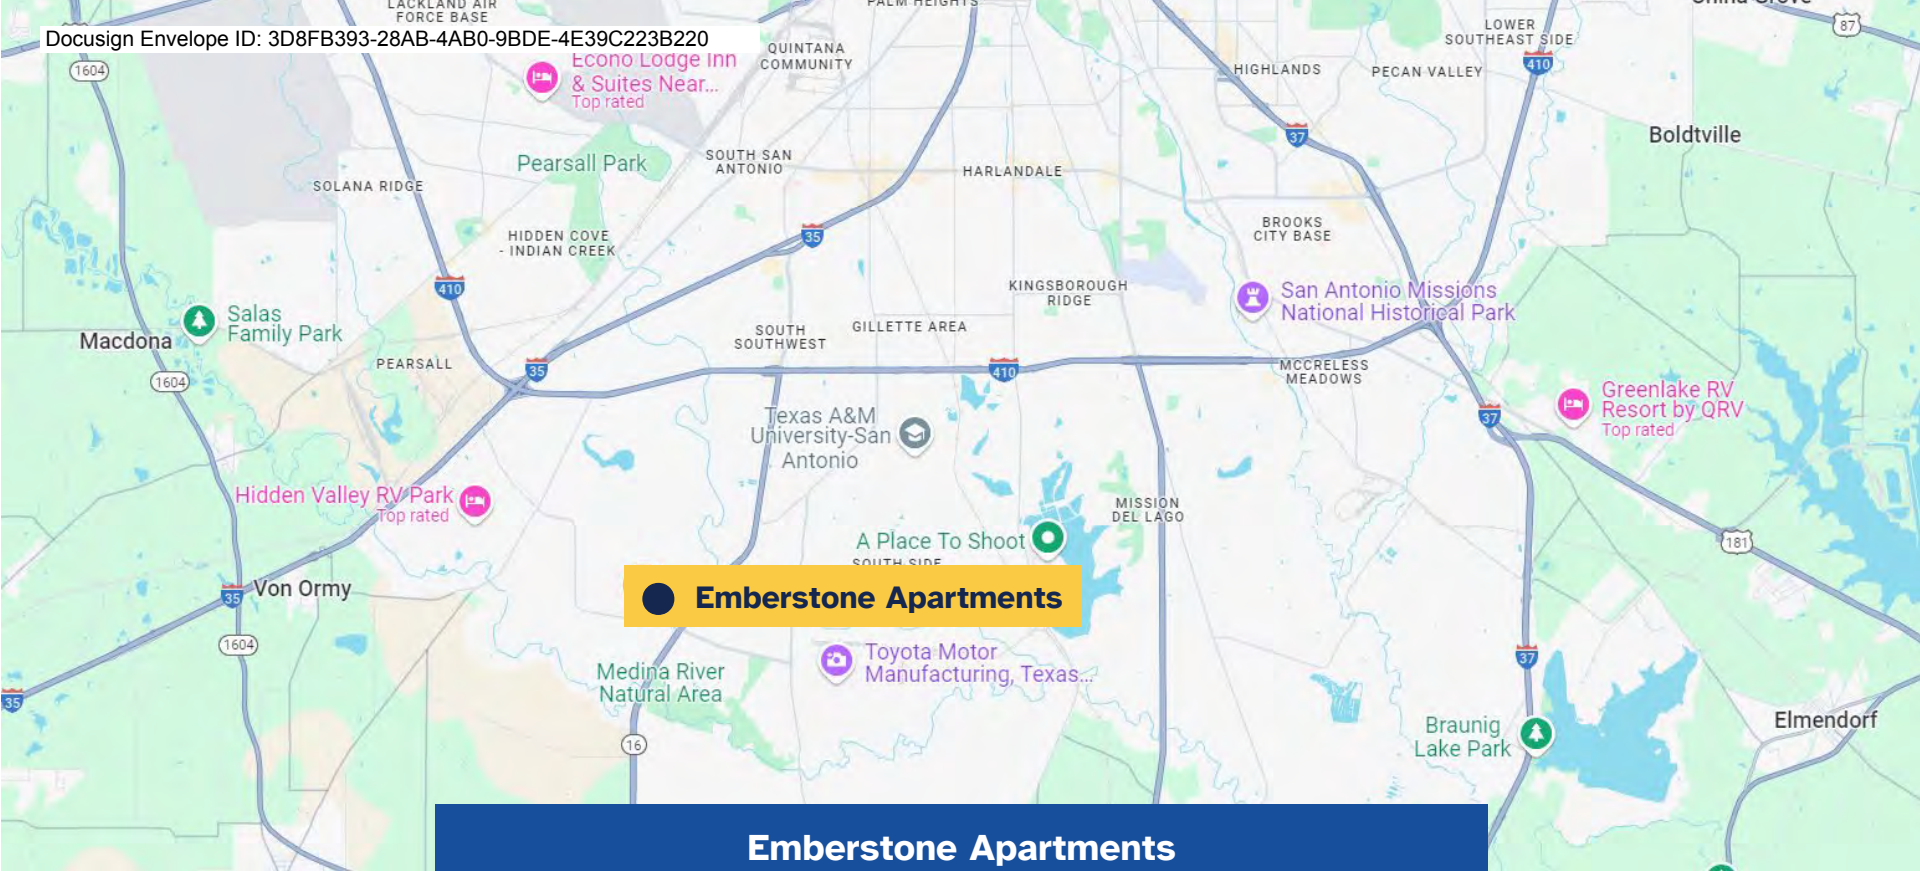 LACKLAND AIR
FORCE BASE
PALM HEIGHTS
LOWER
SOUTHEAST SIDE
87
Docusign Envelope ID: 3D8FB393-28AB-4AB0-9BDE-4E39C223B220
1604
Econo Lodge Inn
& Suites Near...
Top rated
QUINTANA
COMMUNITY
HIGHLANDS
PECAN VALLEY
410
37
Boldtville
Pearsall Park
SOUTH SAN
ANTONIO
HARLANDALE
SOLANA RIDGE
HIDDEN COVE
- INDIAN CREEK
35
BROOKS
CITY BASE
410
KINGSBOROUGH
RIDGE
San Antonio Missions
National Historical Park
Salas
Family Park
Macdona
SOUTH
SOUTHWEST
GILLETTE AREA
PEARSALL
35
410
MCCRELESS
MEADOWS
1604
Greenlake RV
Resort by QRV
Top rated
37
Texas A&M
University-San
Antonio
Hidden Valley RV Park
Top rated
MISSION
DEL LAGO
A Place To Shoot
SOUTH SIDE
181
Von Ormy
35
Emberstone Apartments
1604
Toyota Motor
Manufacturing, Texas...
37
Medina River
Natural Area
35
16
Braunig
Lake Park
Elmendorf
Emberstone Apartments